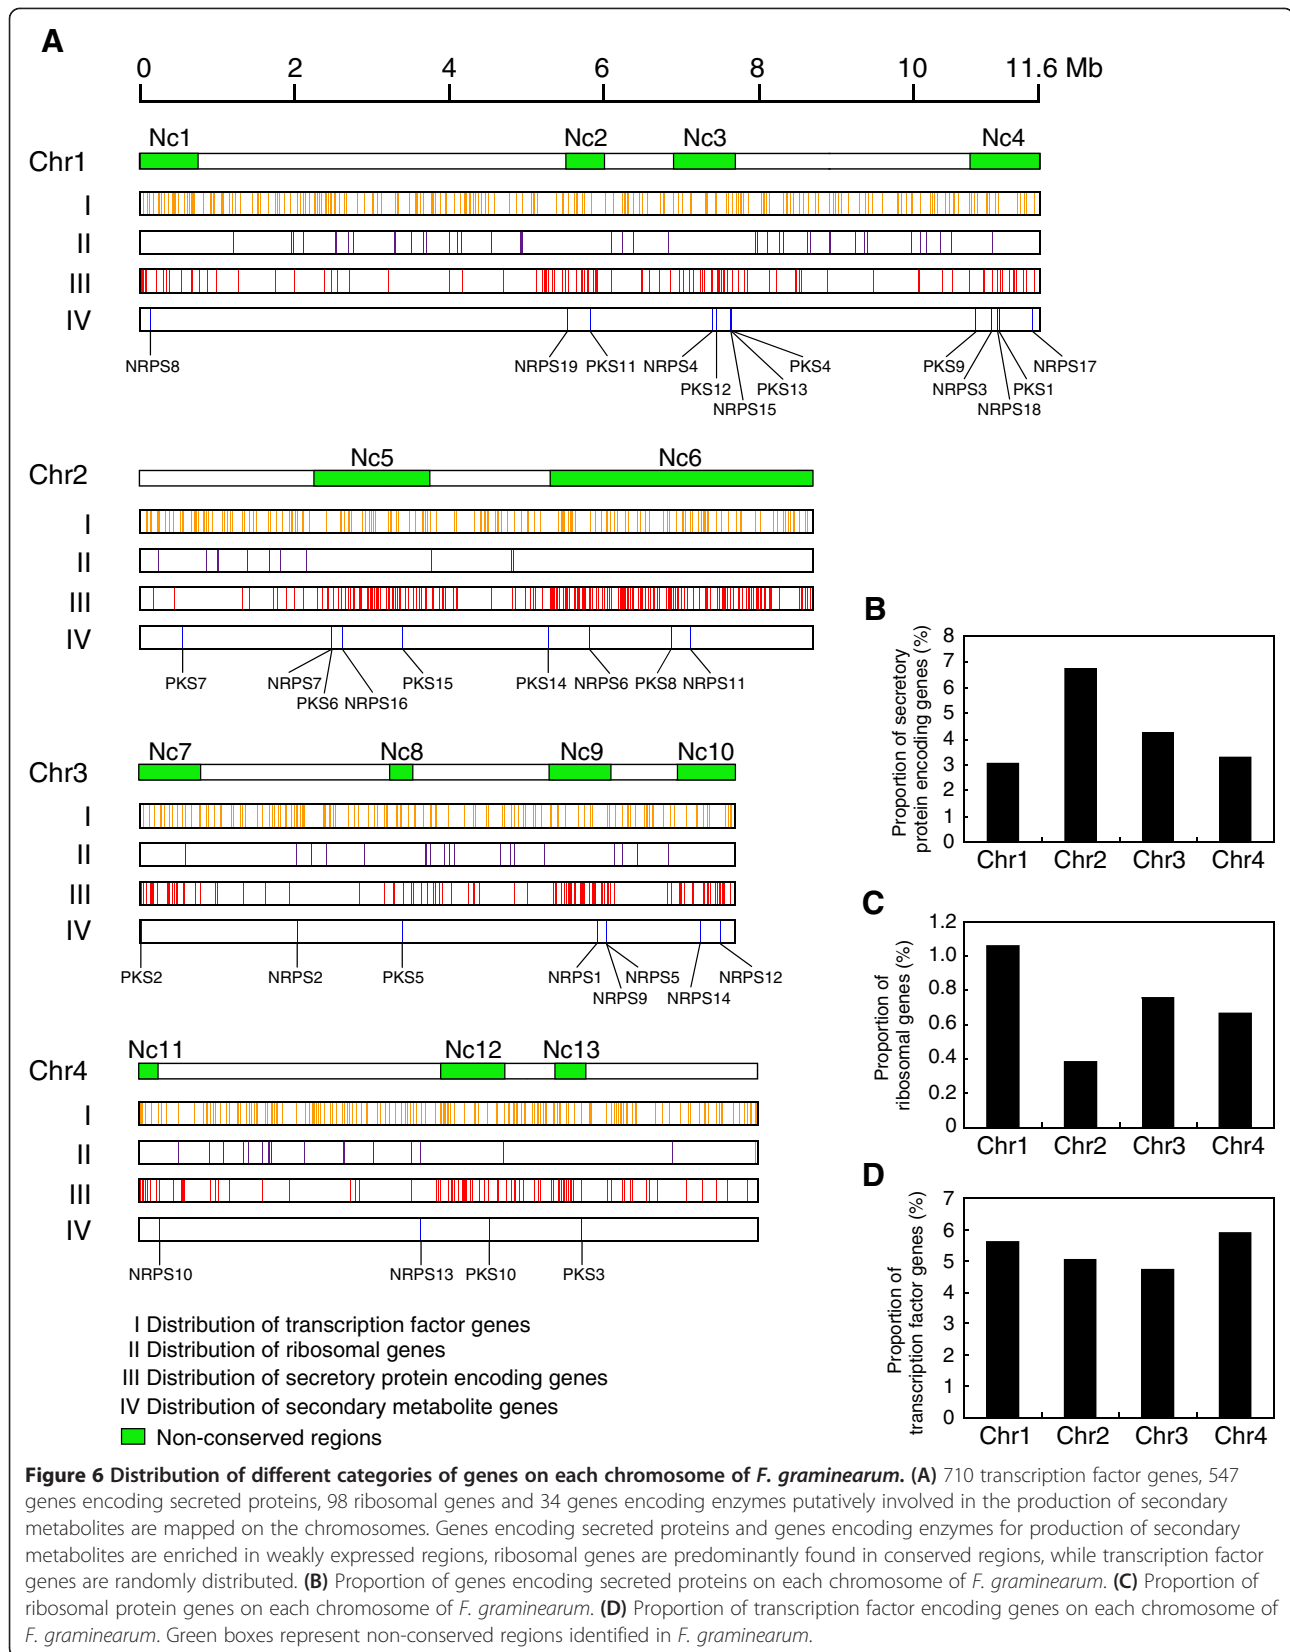 A
0 2 4 6 8 10 11.6 Mb
Nc1 Nc2 Nc3 Nc4
Chr1
I
II
III
IV
NRPS8 NRPS19 PKS11 NRPS4 PKS4 PKS9 NRPS17
PKS12 PKS13 NRPS3 PKS1
NRPS15 NRPS18
Nc5 Nc6
Chr2
I
II
III
IV
PKS7 NRPS7 PKS15 PKS14 NRPS6 PKS8 NRPS11
PKS6 NRPS16
Nc7 Nc8 Nc9 Nc10
Chr3
I
II
III
IV
PKS2 NRPS2 PKS5 NRPS1 NRPS5 NRPS12
NRPS9 NRPS14
Nc11 Nc12 Nc13
Chr4
I
II
III
IV
NRPS10 NRPS13 PKS10 PKS3
I Distribution of transcription factor genes
II Distribution of ribosomal genes
III Distribution of secretory protein encoding genes
IV Distribution of secondary metabolite genes
Non-conserved regions
B
Proportion of secretory
protein encoding genes (%)
8
7
6
5
4
3
2
1
0
Chr1 Chr2 Chr3 Chr4
C
Proportion of
ribosomal genes (%)
1.2
1.0
0.8
0.6
0.4
0.2
0
Chr1 Chr2 Chr3 Chr4
D
Proportion of
transcription factor genes (%)
7
6
5
4
3
2
1
0
Chr1 Chr2 Chr3 Chr4
Figure 6 Distribution of different categories of genes on each chromosome of F. graminearum. (A) 710 transcription factor genes, 547
genes encoding secreted proteins, 98 ribosomal genes and 34 genes encoding enzymes putatively involved in the production of secondary
metabolites are mapped on the chromosomes. Genes encoding secreted proteins and genes encoding enzymes for production of secondary
metabolites are enriched in weakly expressed regions, ribosomal genes are predominantly found in conserved regions, while transcription factor
genes are randomly distributed. (B) Proportion of genes encoding secreted proteins on each chromosome of F. graminearum. (C) Proportion of
ribosomal protein genes on each chromosome of F. graminearum. (D) Proportion of transcription factor encoding genes on each chromosome of
F. graminearum. Green boxes represent non-conserved regions identified in F. graminearum.